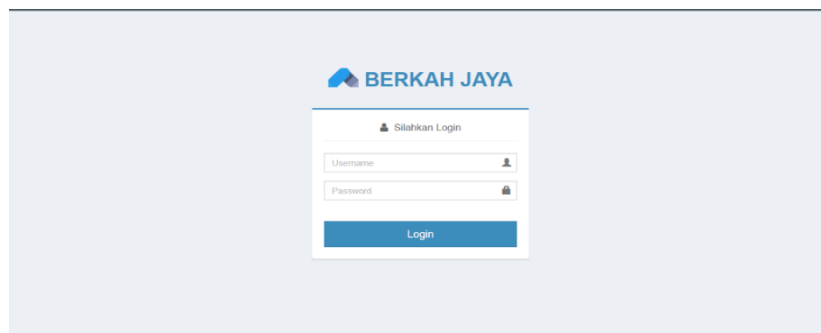 BERKAH JAYA
Silahkan Login
Username
Password
Login